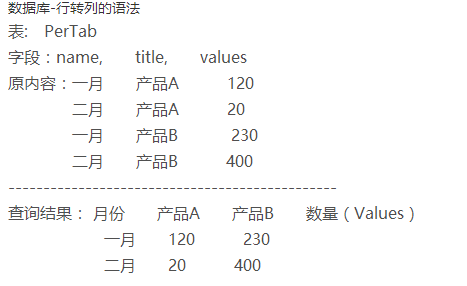 数据库-行转列的语法
表: PerTab
字段：name, title, values
原内容：一月 产品A 120
二月 产品A 20
一月 产品B 230
二月 产品B 400
-----------------------------------------------
查询结果： 月份 产品A 产品B 数量（Values）
一月 120 230
二月 20 400